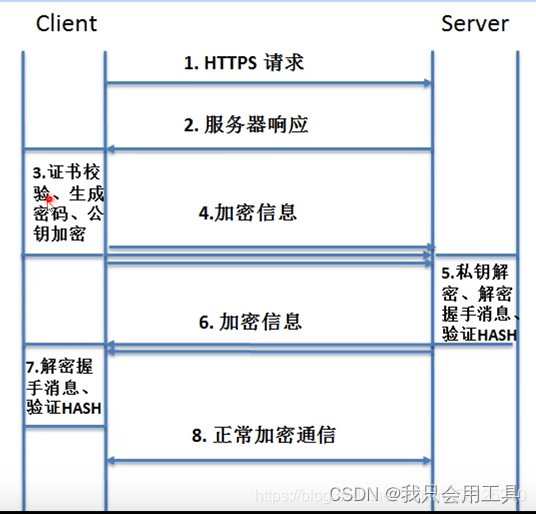 Client
Server
1. HTTPS 请求
2. 服务器响应
3.证书校
验、生成
密码、公
钥加密
4.加密信息
5.私钥解
密、解密
握手消息、
验证HASH
6. 加密信息
7.解密握
手消息、
验证HASH
8. 正常加密通信
https://blog
CSDN @我只会用工具